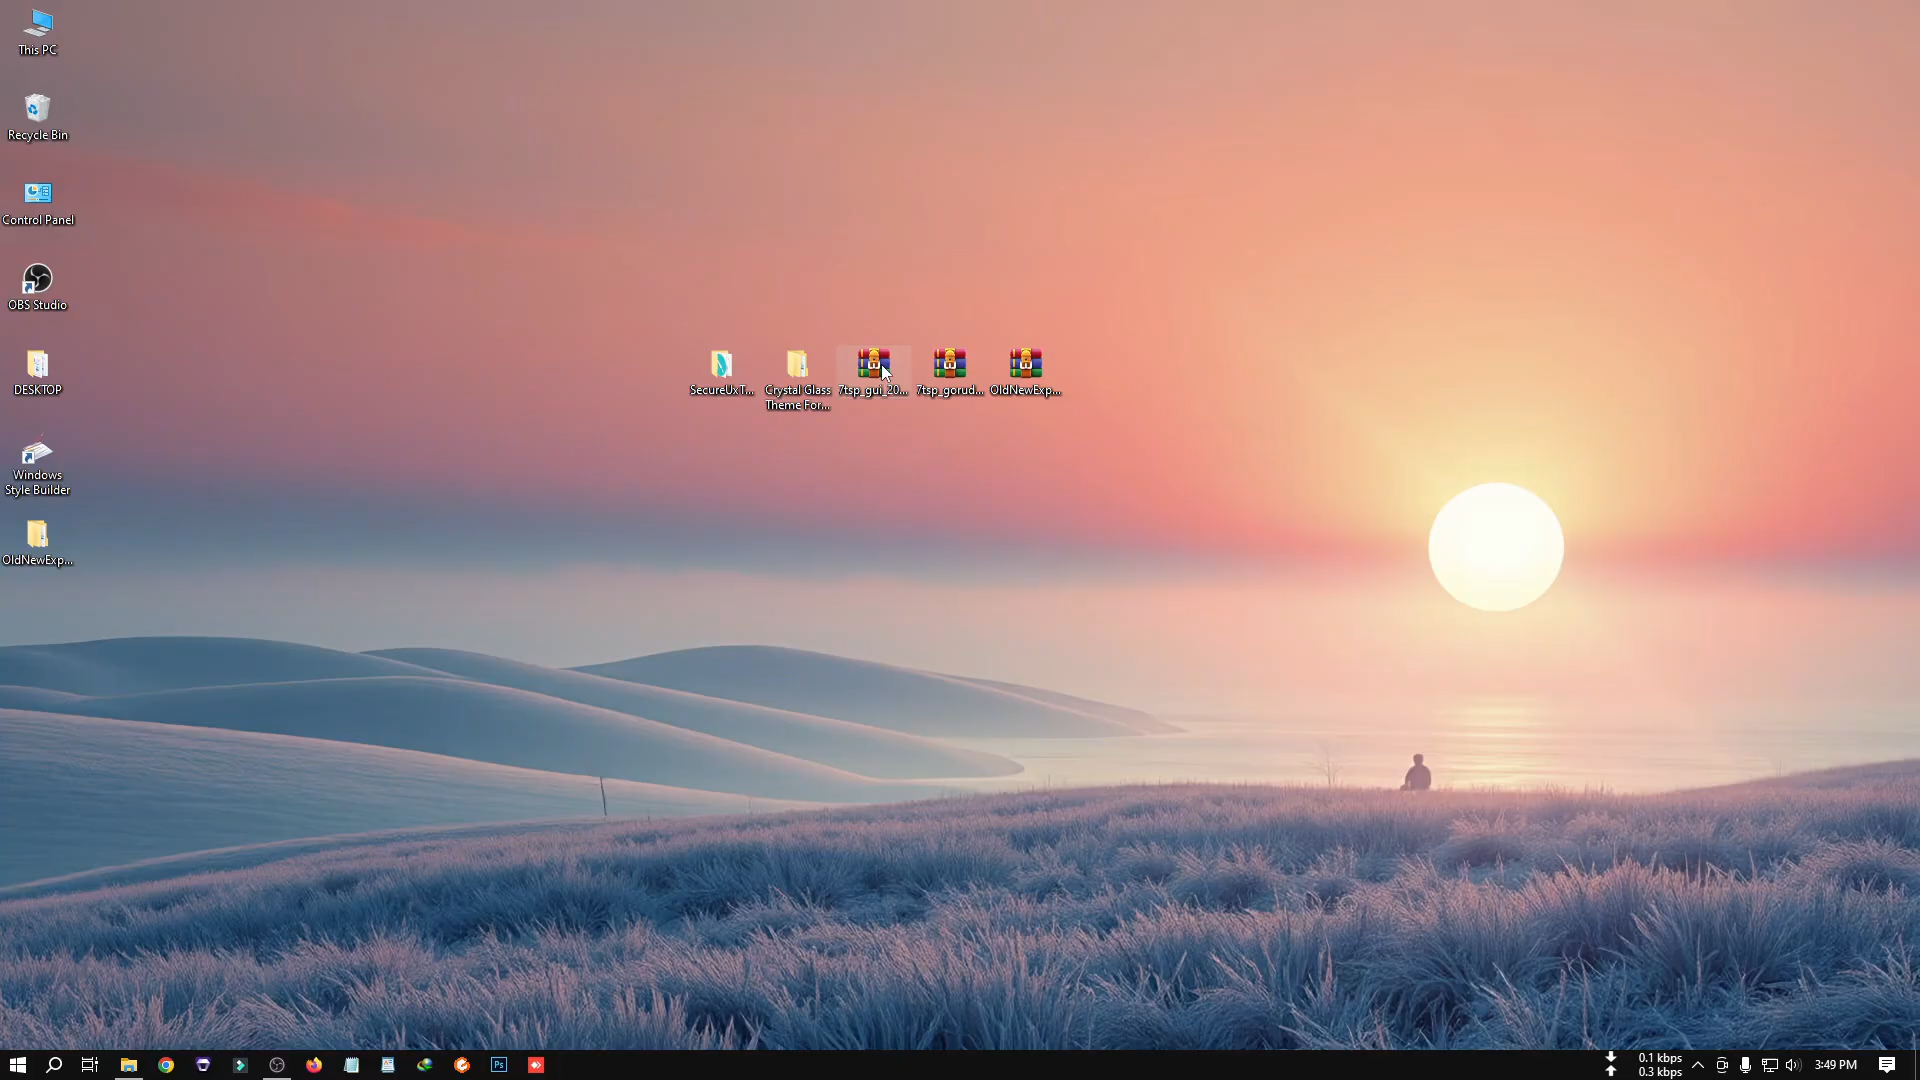 This PC
Recycle Bin
Control Panel
OBS Studio
DESKTOP
Windows
Style Builder
OldNewExp...
SecureUxT...
Crystal Glass
Theme For...
7tsp_gui_20...
7tsp_gorud...
OldNewExp...
Ps
0.1 kbps
0.3 kbps
3:49 PM